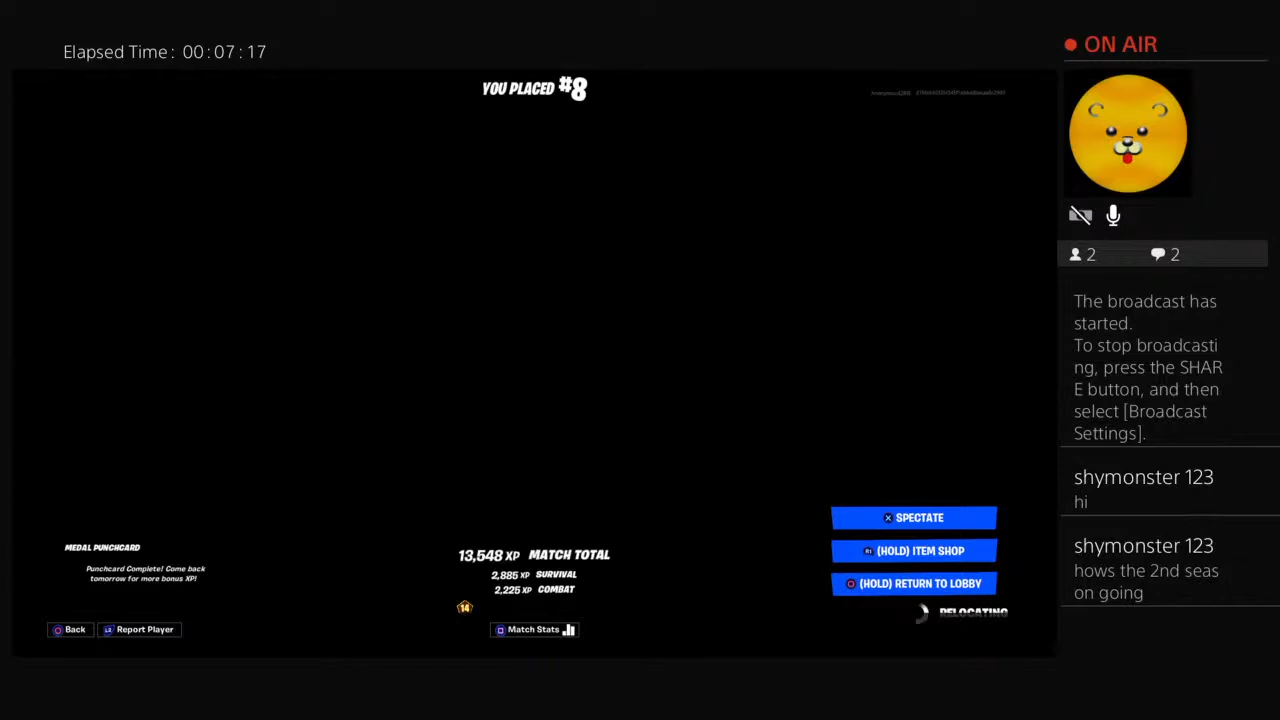 Elapsed Time: 00:07:17
ON AIR
YOU PLACED #8
2
2
The broadcast has
started.
To stop broadcasti
ng, press the SHAR
E button, and then
select [Broadcast
Settings].
shymonster 123
hi
shymonster 123
hows the 2nd seas
on going
SPECTATE
(HOLD) ITEM SHOP
(HOLD) RETURN TO LOBBY
RELOCATING
MEDAL PUNCHCARD
Punchcard Complete! Come back
tomorrow for more bonus XP!
13,548 XP MATCH TOTAL
2,885 XP SURVIVAL
2,225 XP COMBAT
14
Back
L2 Report Player
Match Stats